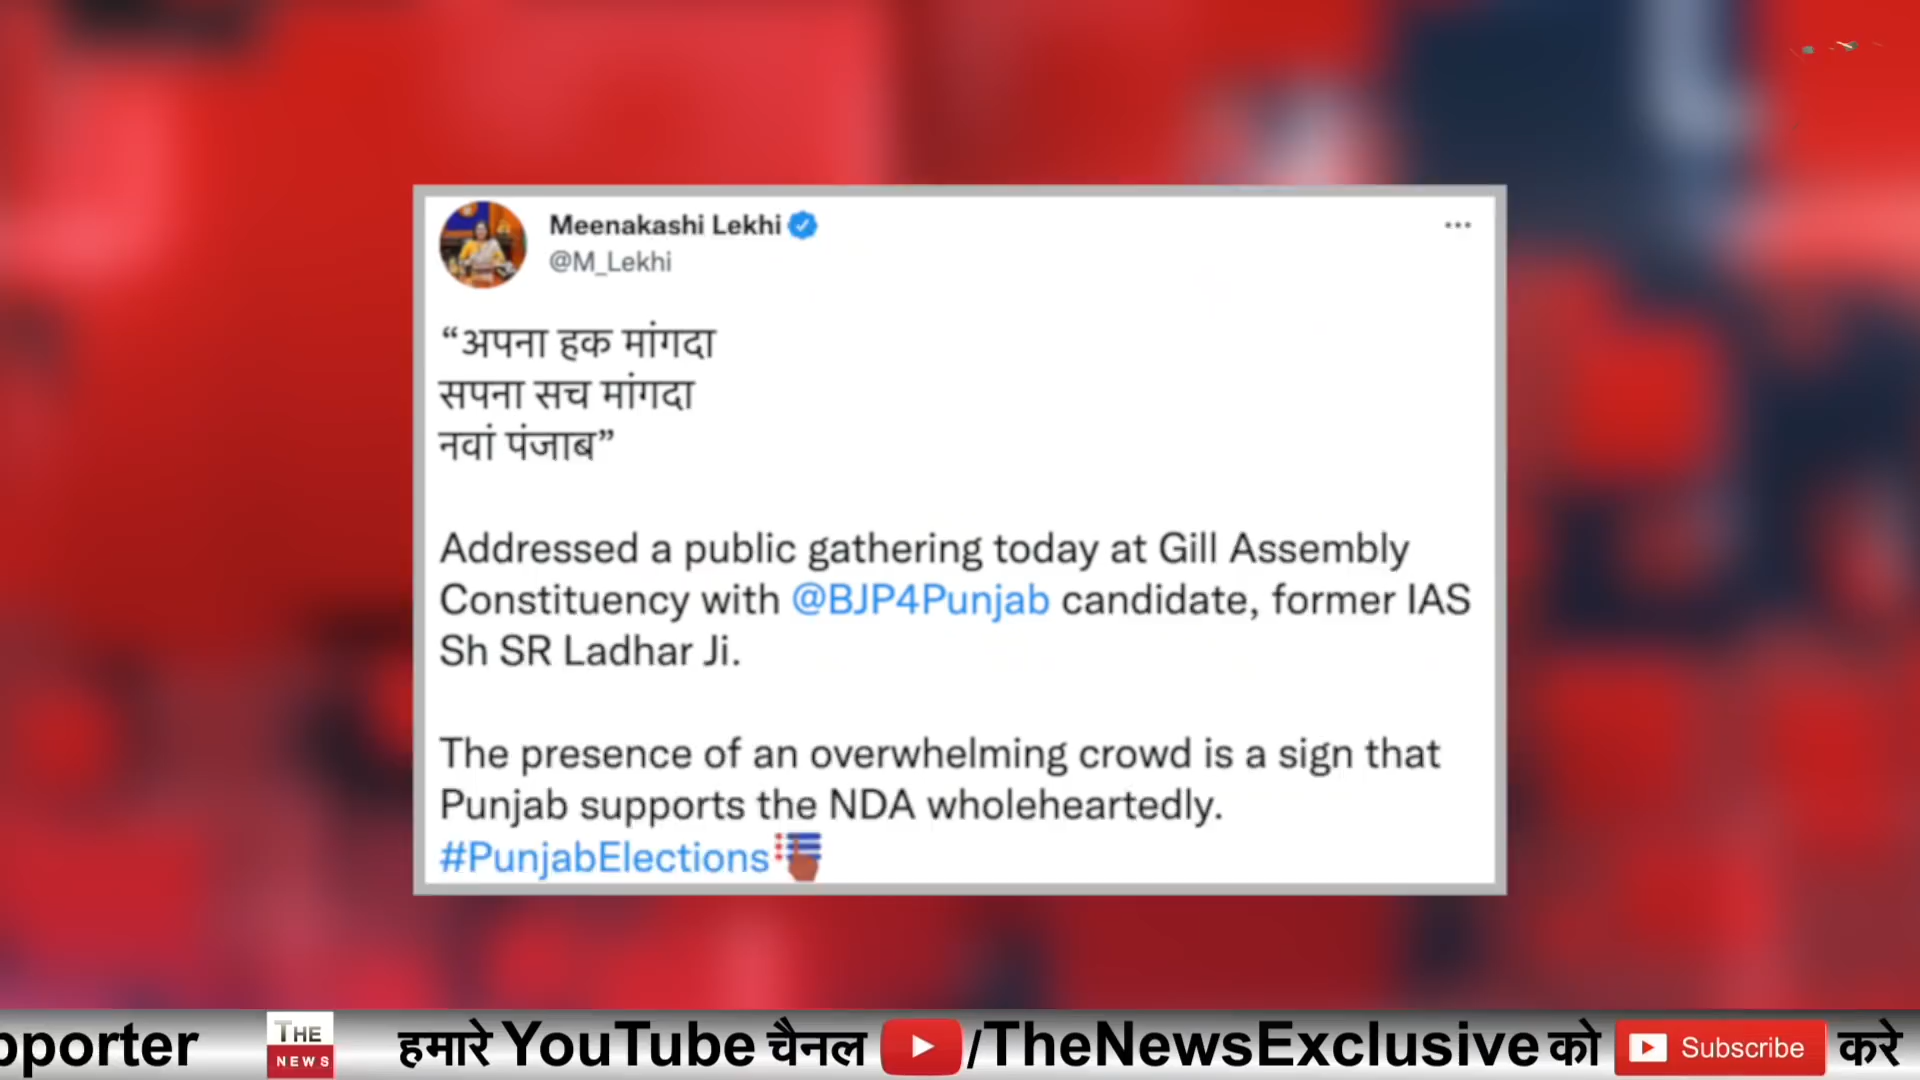 Meenakashi Lekhi
@M_Lekhi
“अपना हक मांगदा
सपना सच मांगदा
नवां पंजाब”
Addressed a public gathering today at Gill Assembly
Constituency with @BJP4Punjab candidate, former IAS
Sh SR Ladhar Ji.
The presence of an overwhelming crowd is a sign that
Punjab supports the NDA wholeheartedly.
#PunjabElections
pporter THE NEWS हमारे YouTube चैनल /TheNewsExclusive को Subscribe करे